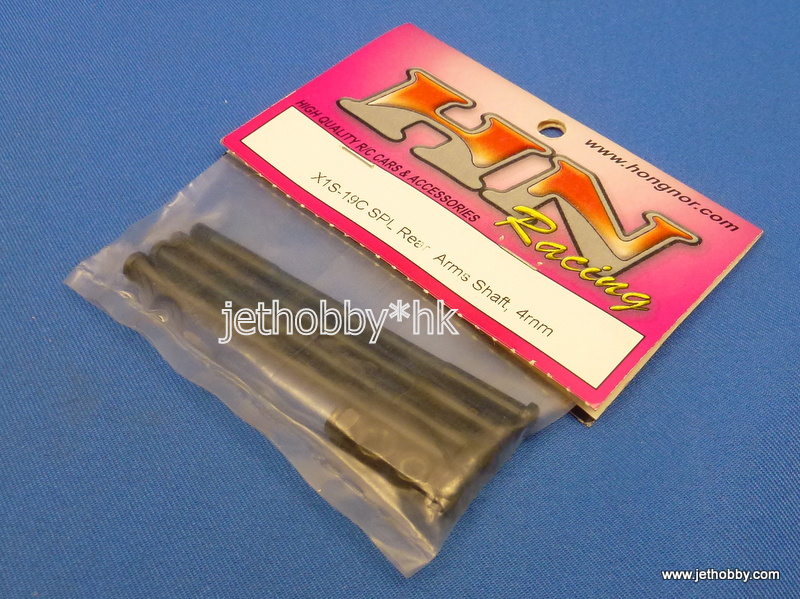 HN
Racing
www.hongnor.com
HIGH QUALITY R/C CARS & ACCESSORIES
X1S-19C SPL Rear Arms Shaft, 4mm
jethobby*hk
www.jethobby.com